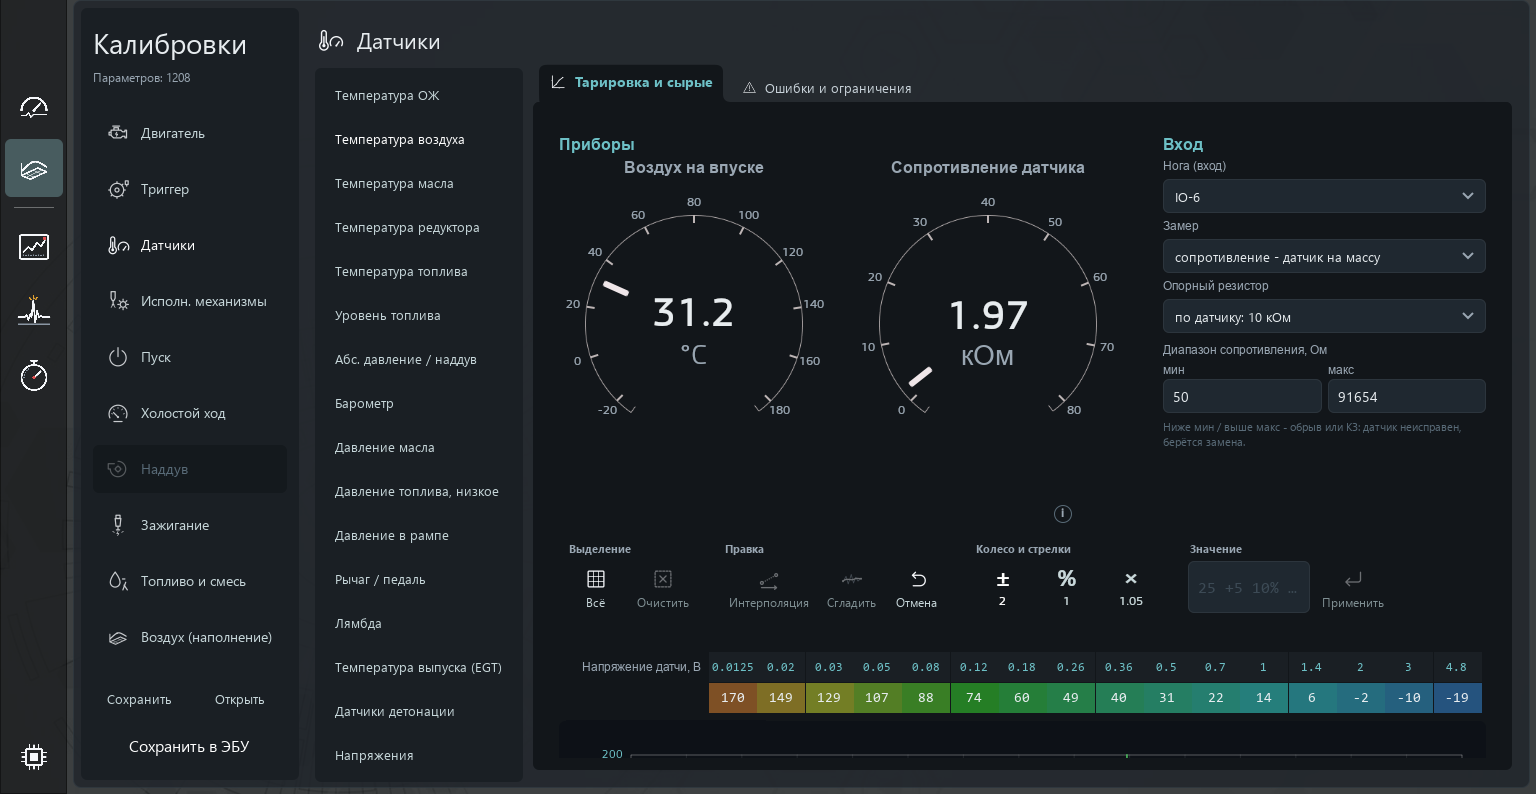 Калибровки
Параметров: 1208
Двигатель
Триггер
Датчики
Исполн. механизмы
Пуск
Холостой ход
Наддув
Зажигание
Топливо и смесь
Воздух (наполнение)
Сохранить
Открыть
Сохранить в ЭБУ
Датчики
Температура ОЖ
Температура воздуха
Температура масла
Температура редуктора
Температура топлива
Уровень топлива
Абс. давление / наддув
Барометр
Давление масла
Давление топлива, низкое
Давление в рампе
Рычаг / педаль
Лямбда
Температура выпуска (EGT)
Датчики детонации
Напряжения
Тарировка и сырые
Ошибки и ограничения
Приборы
Воздух на впуске
-20 0 20 40 60 80 100 120 140 160 180
31.2
°C
Сопротивление датчика
0 10 20 30 40 50 60 70 80
1.97
кОм
Вход
Нога (вход)
IO-6
Замер
сопротивление - датчик на массу
Опорный резистор
по датчику: 10 кОм
Диапазон сопротивления, Ом
мин макс
50 91654
Ниже мин / выше макс - обрыв или КЗ: датчик неисправен,
берётся замена.
i
Выделение
Всё
Очистить
Правка
Интерполяция
Сгладить
Отмена
Колесо и стрелки
± % ×
2 1 1.05
Значение
25 +5 10% …
Применить
Напряжение датчи, В 0.0125 0.02 0.03 0.05 0.08 0.12 0.18 0.26 0.36 0.5 0.7 1 1.4 2 3 4.8
170 149 129 107 88 74 60 49 40 31 22 14 6 -2 -10 -19
200